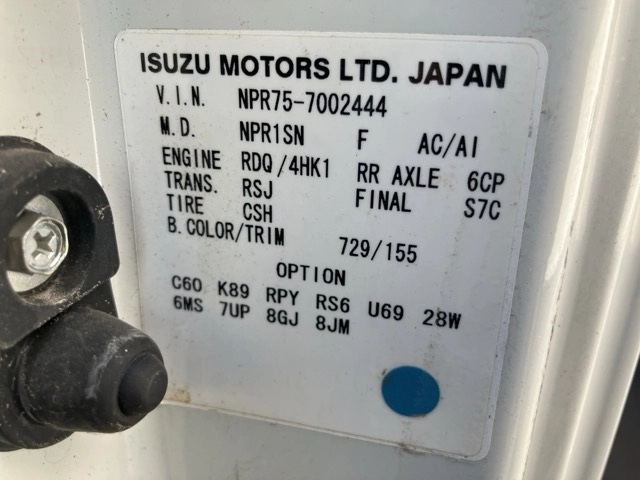 ISUZU MOTORS LTD. JAPAN
V.I.N. NPR75-7002444
M.D. NPR1SN F AC/AI
ENGINE RDQ/4HK1 RR AXLE 6CP
TRANS. RSJ FINAL S7C
TIRE CSH
B.COLOR/TRIM 729/155
OPTION
C60 K89 RPY RS6 U69 28W
6MS 7UP 8GJ 8JM